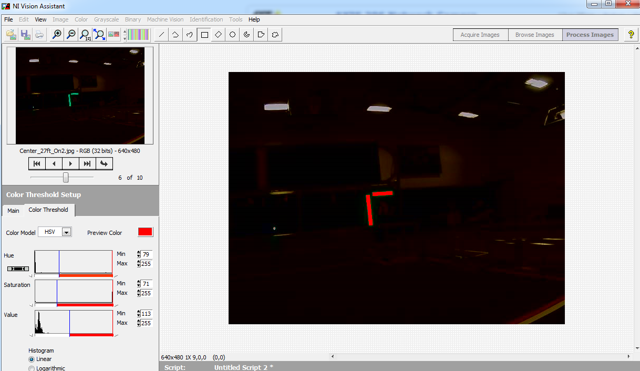 NI Vision Assistant
File Edit View Image Color Grayscale Binary Machine Vision Identification Tools Help
Acquire Images Browse Images Process Images
Center_27ft_On2.jpg - RGB (32 bits) - 640x480
6 of 10
Color Threshold Setup
Main Color Threshold
Color Model HSV Preview Color
Hue Min 79
Max 255
Saturation Min 71
Max 255
Value Min 113
Max 255
Histogram
Linear
Logarithmic
640x480 1X 9,0,0 (0,0)
Script: Untitled Script 2 *